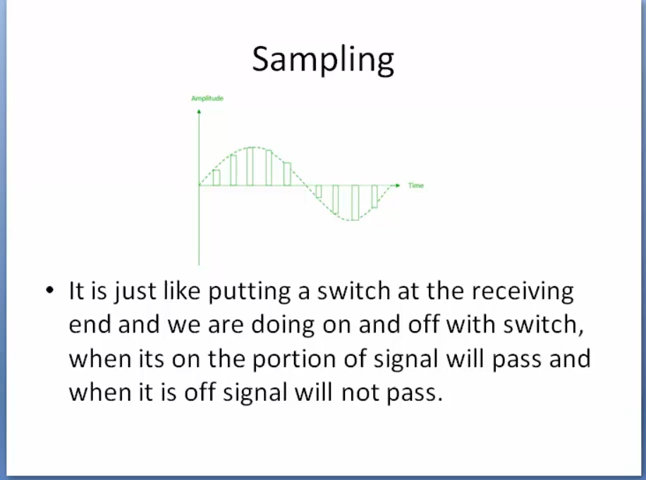 Sampling
Amplitude
Time
• It is just like putting a switch at the receiving
end and we are doing on and off with switch,
when its on the portion of signal will pass and
when it is off signal will not pass.